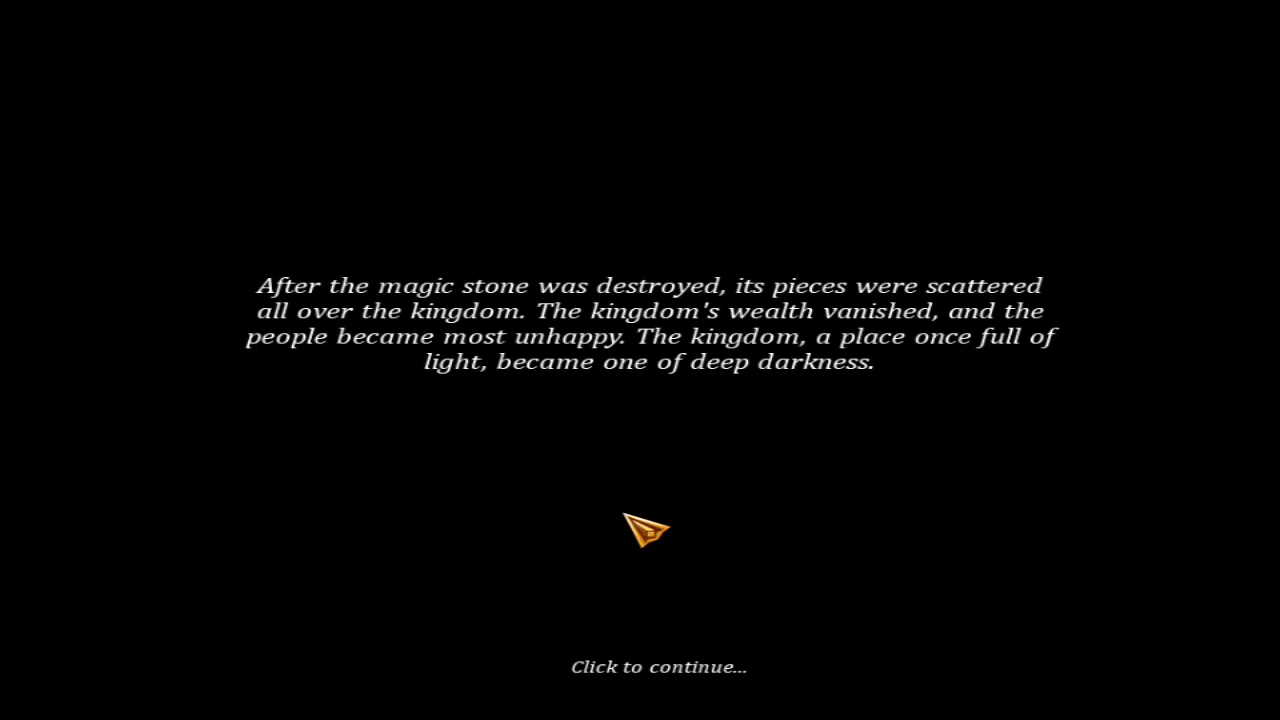 After the magic stone was destroyed, its pieces were scattered
all over the kingdom. The kingdom's wealth vanished, and the
people became most unhappy. The kingdom, a place once full of
light, became one of deep darkness.
Click to continue...